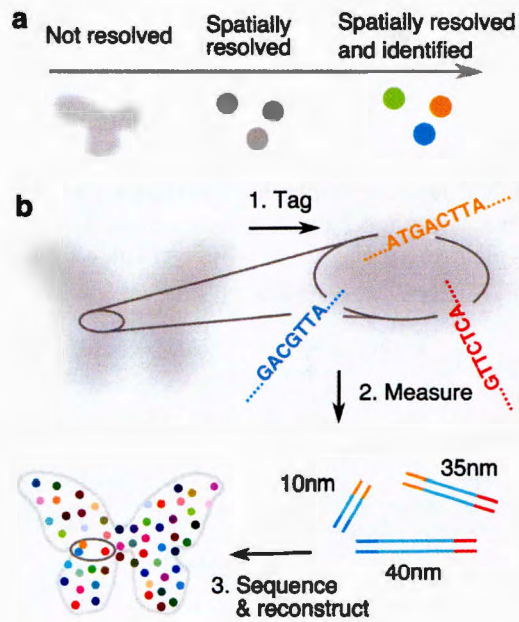 a
Not resolved
Spatially
resolved
Spatially resolved
and identified
b
1. Tag
.....ATGACTTA.....
.....GACGTTA.....
.....GTTCTCA.....
2. Measure
10nm
35nm
40nm
3. Sequence
& reconstruct